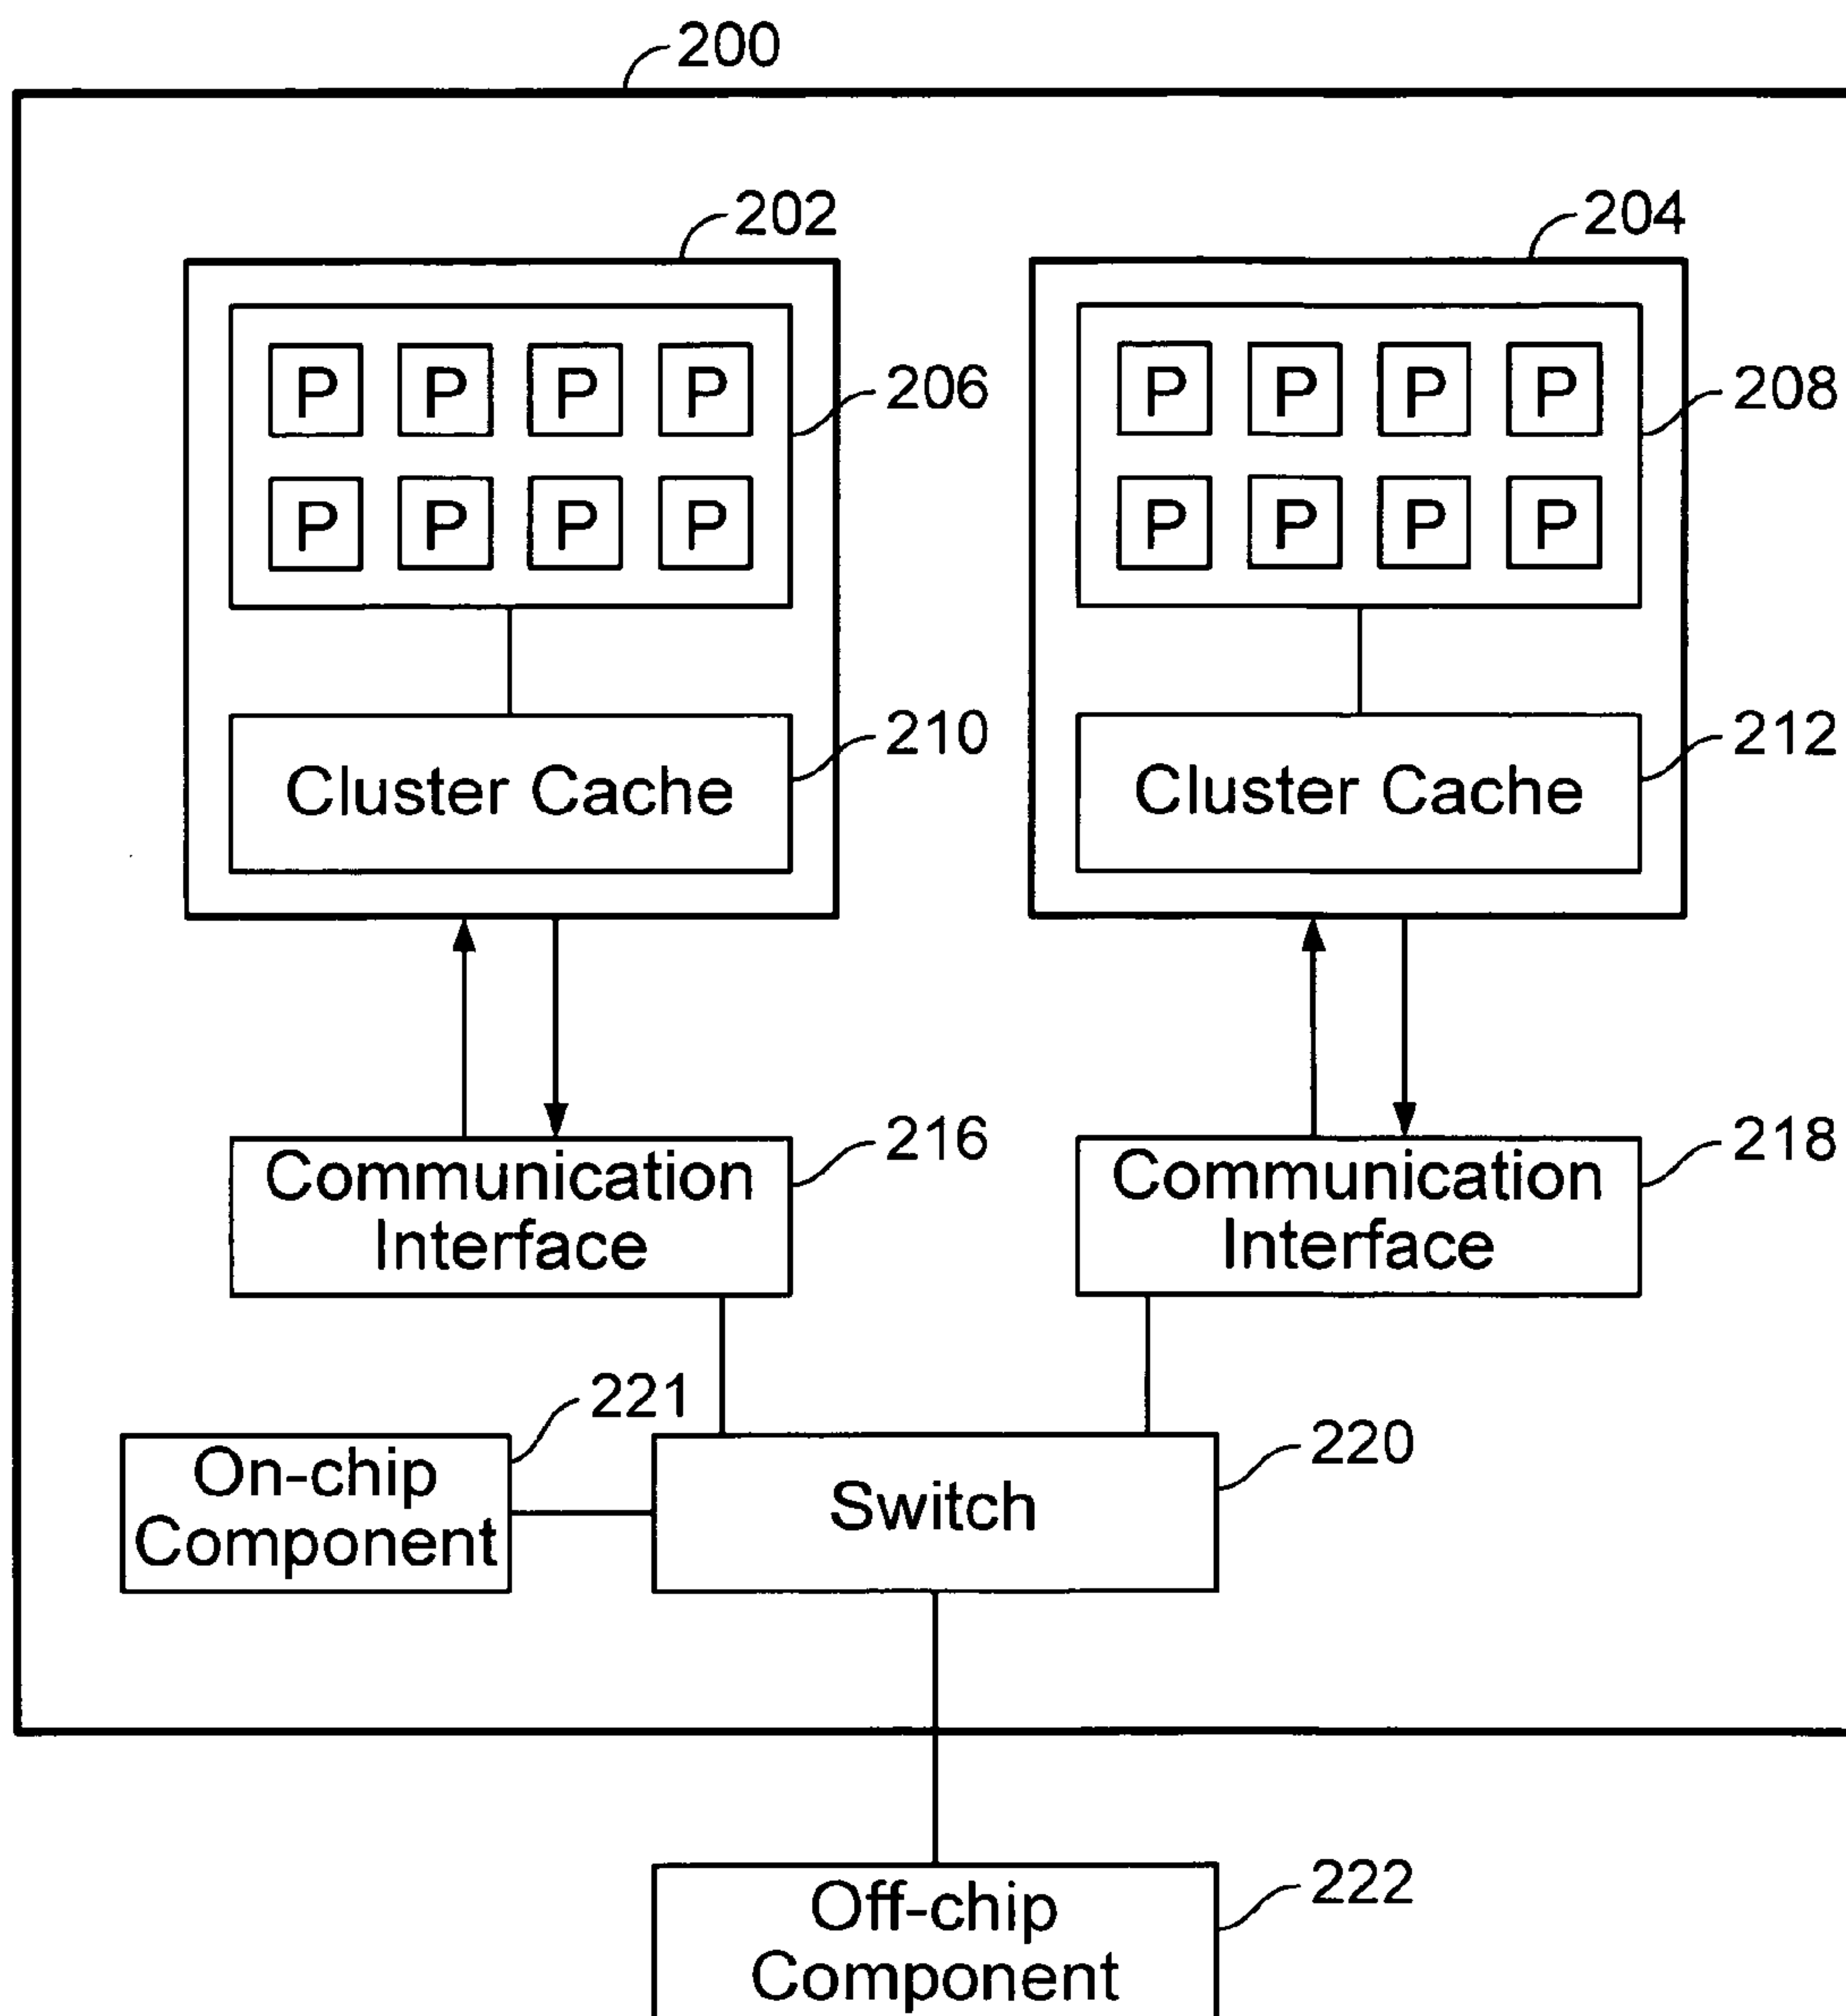 200
202
204
P P P P
P P P P
206
P P P P
P P P P
208
Cluster Cache
210
Cluster Cache
212
Communication
Interface
216
Communication
Interface
218
On-chip
Component
221
Switch
220
Off-chip
Component
222